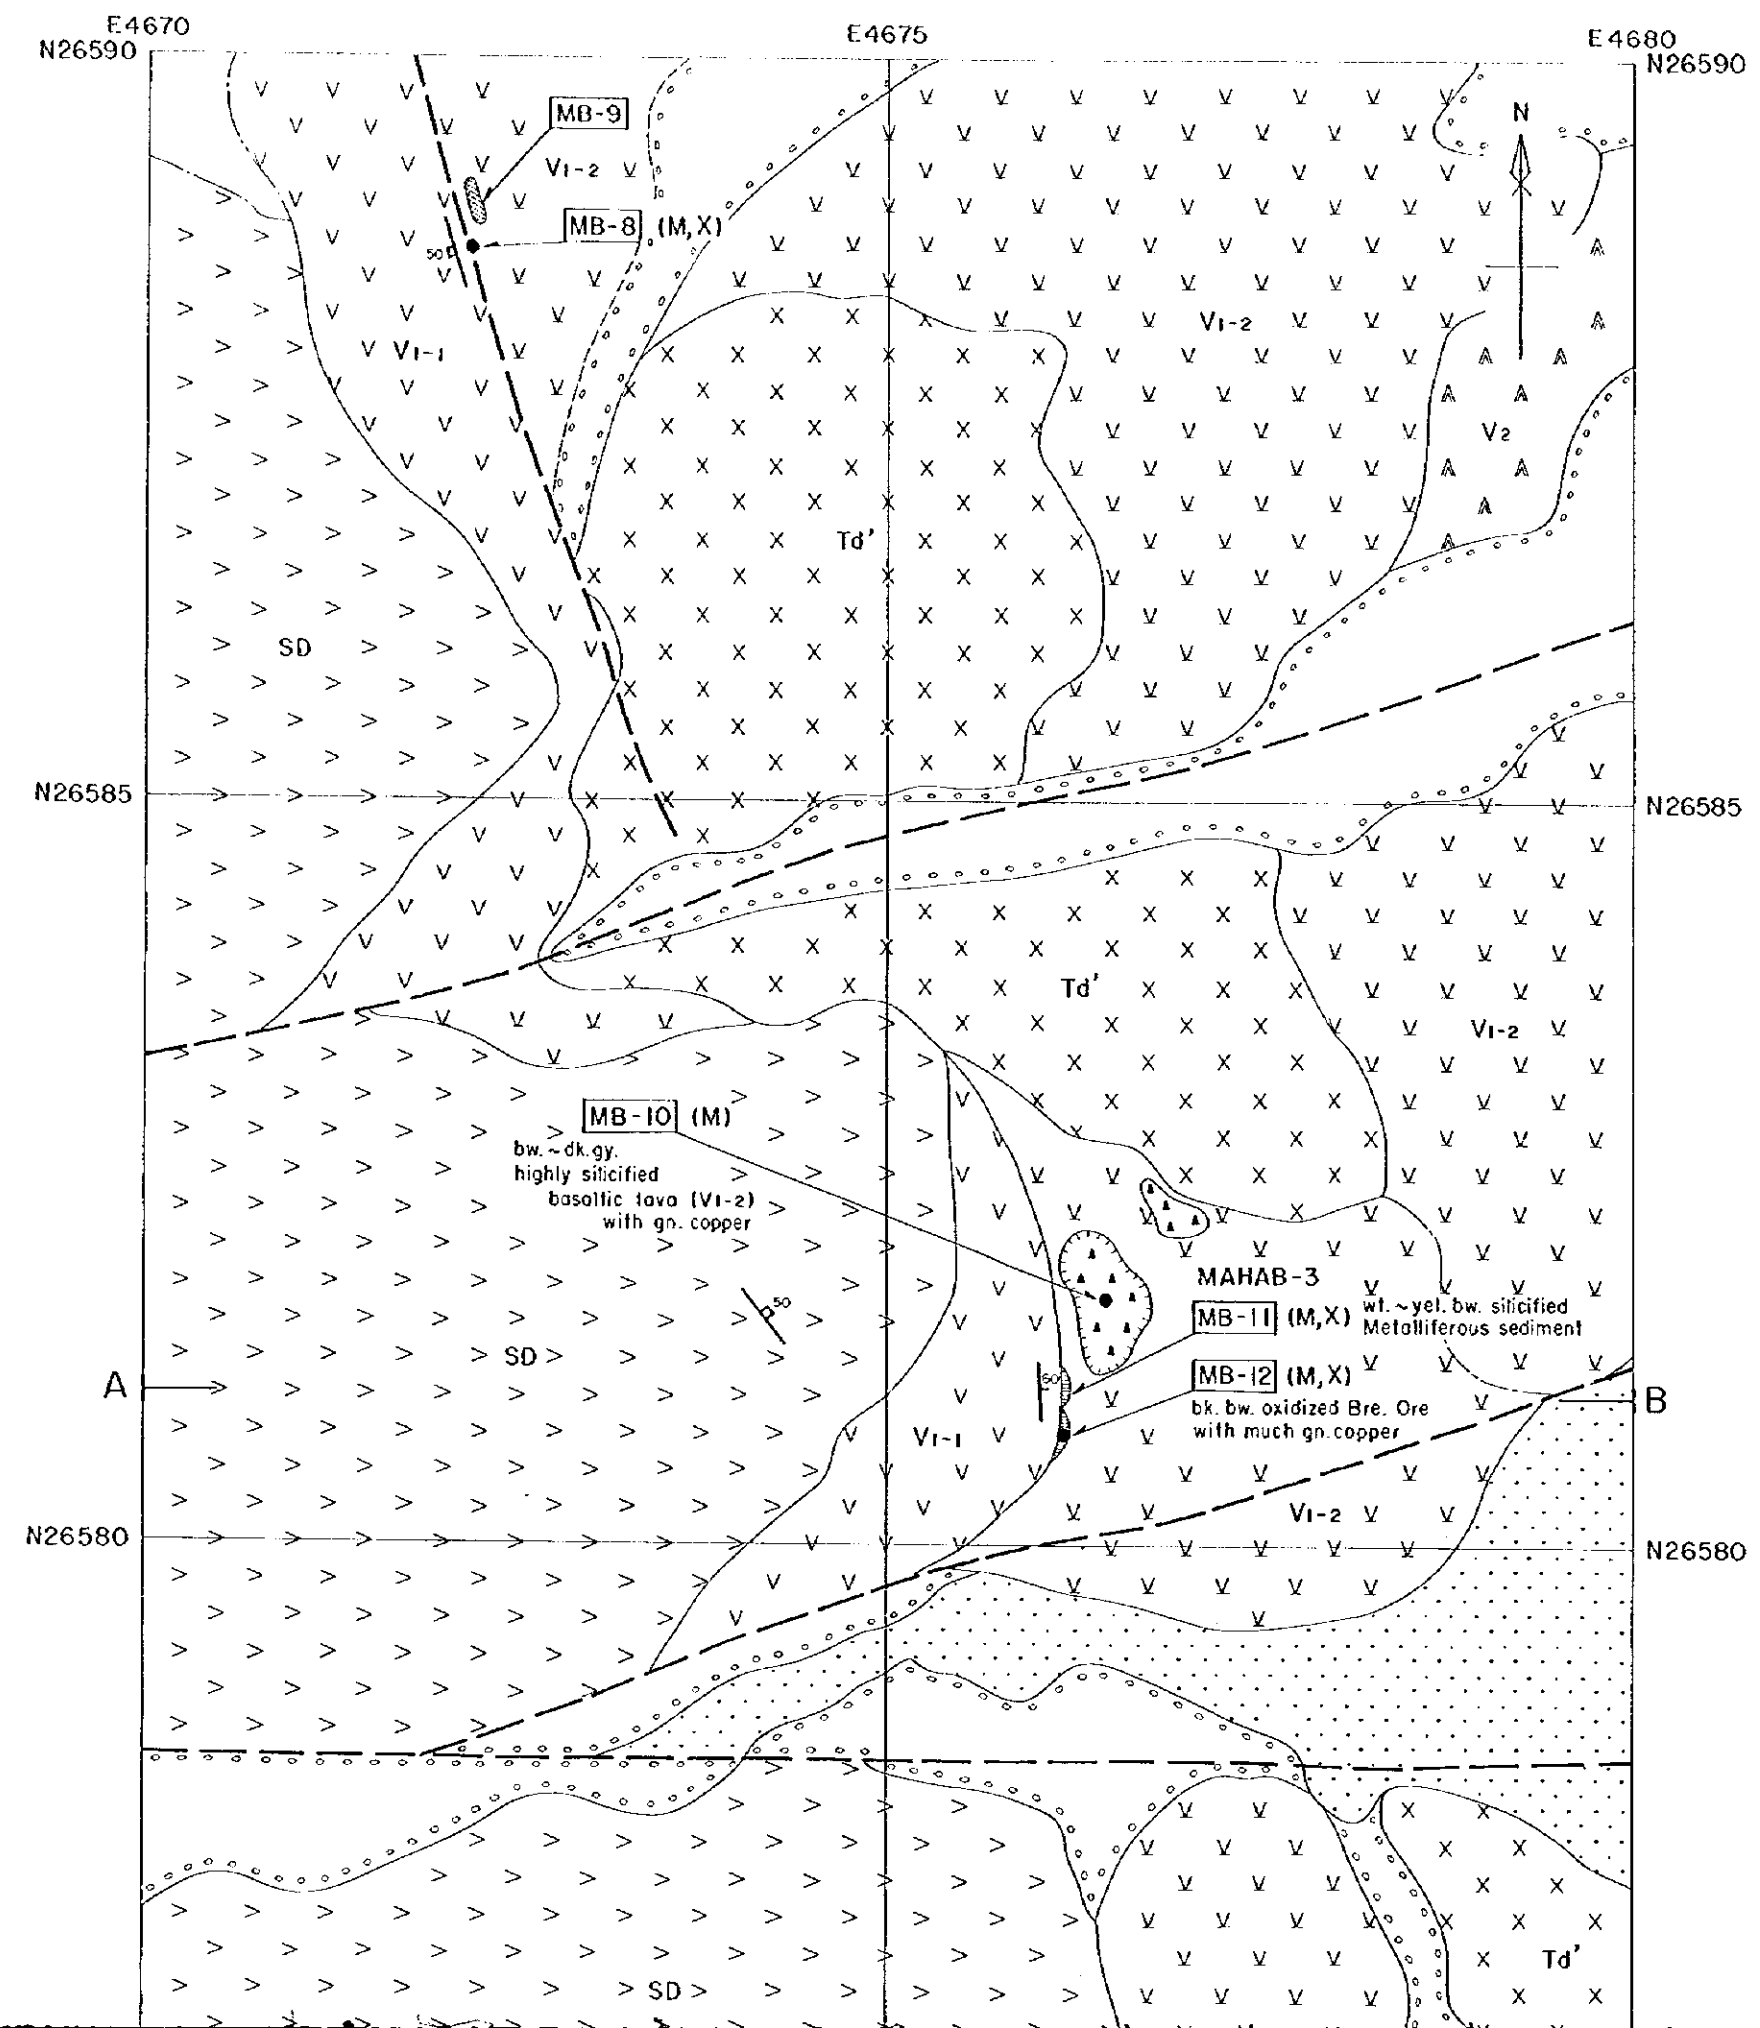 E4670
E4675
E4680
N26590
N26590
N
MB-9
V1-2
MB-8 (M,X)
50
V1-1
V1-2
V2
Td'
SD
N26585
N26585
Td'
V1-2
MB-10 (M)
bw.~dk.gy.
highly silicified
basaltic lava (V1-2)
with gn. copper
MAHAB-3
50
MB-11 (M,X) wt.~yel. bw. silicified
Metalliferous sediment
SD
50
MB-12 (M,X)
A
B
bk. bw. oxidized Bre. Ore
with much gn.copper
V1-1
V1-2
N26580
N26580
Td'
SD